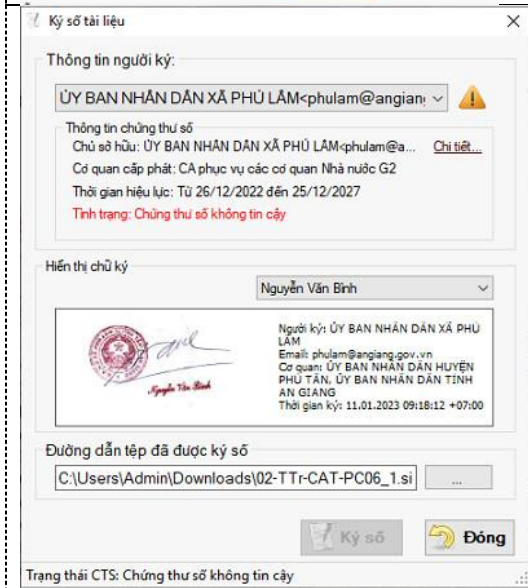 Ký số tài liệu
Thông tin người ký:
ỦY BAN NHÂN DÂN XÃ PHÚ LÂM<phulam@angiang
Thông tin chứng thư số
Chủ sở hữu: ỦY BAN NHÂN DÂN XÃ PHÚ LÂM<phulam@a... Chi tiết...
Cơ quan cấp phát: CA phục vụ các cơ quan Nhà nước G2
Thời gian hiệu lực: Từ 26/12/2022 đến 25/12/2027
Tình trạng: Chứng thư số không tin cậy
Hiển thị chữ ký
Nguyễn Văn Bình
Người ký: ỦY BAN NHÂN DÂN XÃ PHÚ
LÂM
Email: phulam@angiang.gov.vn
Cơ quan: ỦY BAN NHÂN DÂN HUYỆN
PHÚ TÂN, ỦY BAN NHÂN DÂN TỈNH
AN GIANG
Thời gian ký: 11.01.2023 09:18:12 +07:00
Nguyễn Văn Bình
Đường dẫn tệp đã được ký số
C:\Users\Admin\Downloads\02-TTr-CAT-PC06_1.si ...
Ký số Đóng
Trạng thái CTS: Chứng thư số không tin cậy